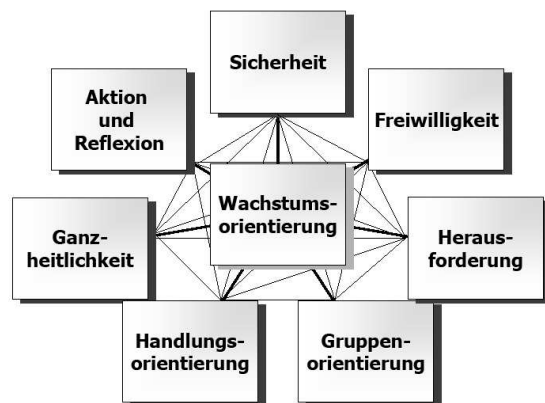 Sicherheit
Aktion
und
Reflexion
Freiwilligkeit
Wachstums-
orientierung
Ganz-
heitlichkeit
Heraus-
forderung
Handlungs-
orientierung
Gruppen-
orientierung